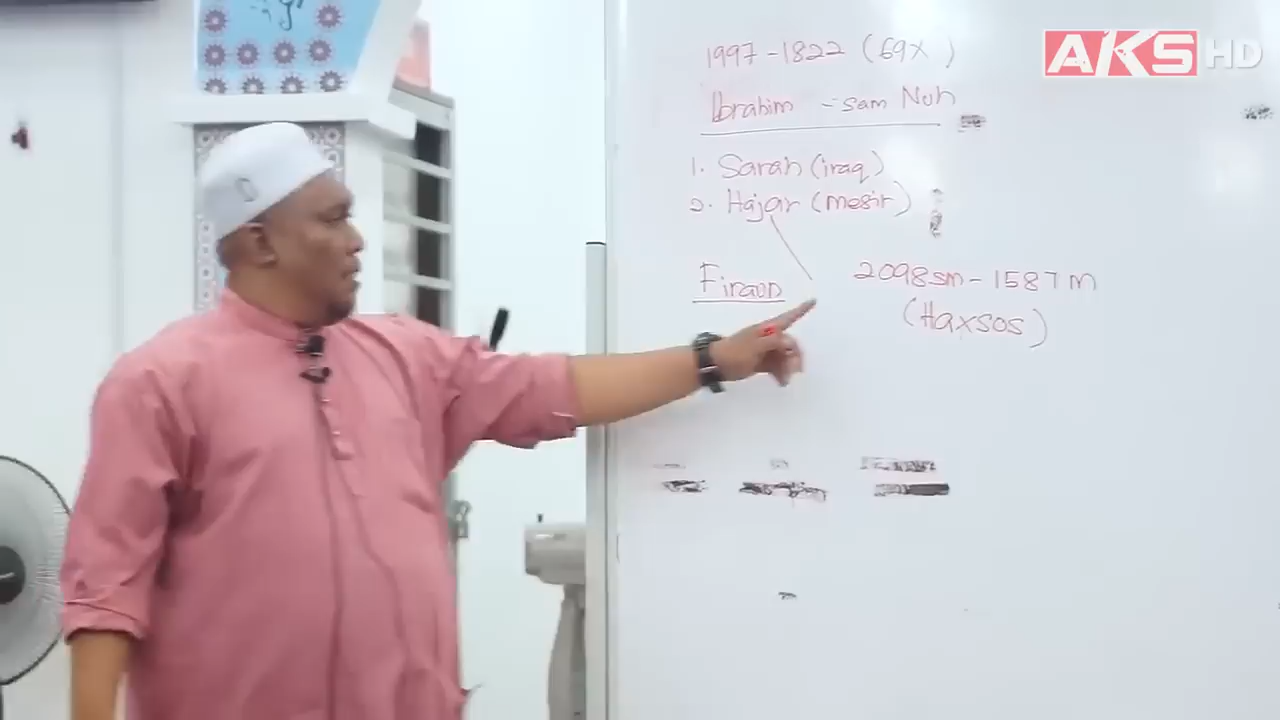 AKS HD
1997 - 1822 (69X)
Ibrahim - sam Nuh
1. Sarah (iraq)
2. Hajar (mesir)
Firaon
2098sm - 1587 m
(Haxsos)